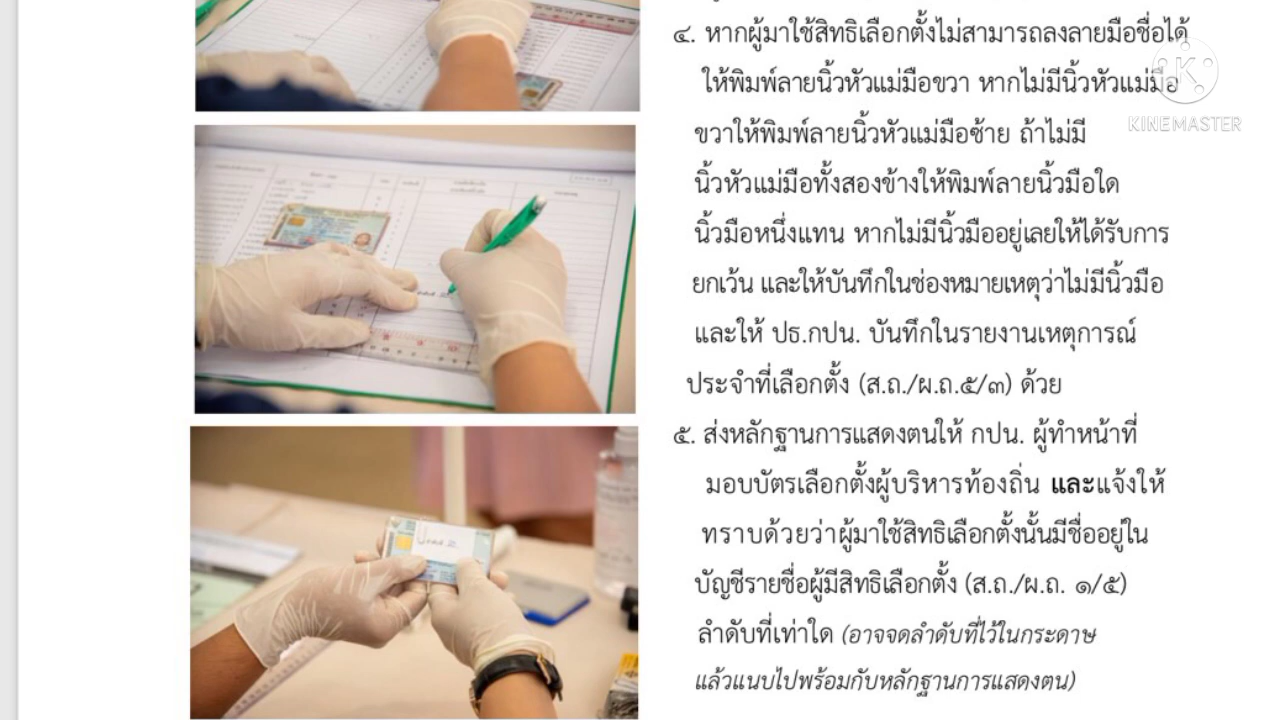 ๔. หากผู้มาใช้สิทธิเลือกตั้งไม่สามารถลงลายมือชื่อได้
ให้พิมพ์ลายนิ้วหัวแม่มือขวา หากไม่มีนิ้วหัวแม่มือ
ขวาให้พิมพ์ลายนิ้วหัวแม่มือซ้าย ถ้าไม่มี
นิ้วหัวแม่มือทั้งสองข้างให้พิมพ์ลายนิ้วมือใด
นิ้วมือหนึ่งแทน หากไม่มีนิ้วมืออยู่เลยให้ได้รับการ
ยกเว้น และให้บันทึกในช่องหมายเหตุว่าไม่มีนิ้วมือ
และให้ ปธ.กปน. บันทึกในรายงานเหตุการณ์
ประจำที่เลือกตั้ง (ส.ถ./ผ.ถ.๕/๓) ด้วย
๕. ส่งหลักฐานการแสดงตนให้ กปน. ผู้ทำหน้าที่
มอบบัตรเลือกตั้งผู้บริหารท้องถิ่น และแจ้งให้
ทราบด้วยว่าผู้มาใช้สิทธิเลือกตั้งนั้นมีชื่ออยู่ใน
บัญชีรายชื่อผู้มีสิทธิเลือกตั้ง (ส.ถ./ผ.ถ. ๑/๕)
ลำดับที่เท่าใด (อาจจดลำดับที่ไว้ในกระดาษ
แล้วแนบไปพร้อมกับหลักฐานการแสดงตน)
KINEMASTER